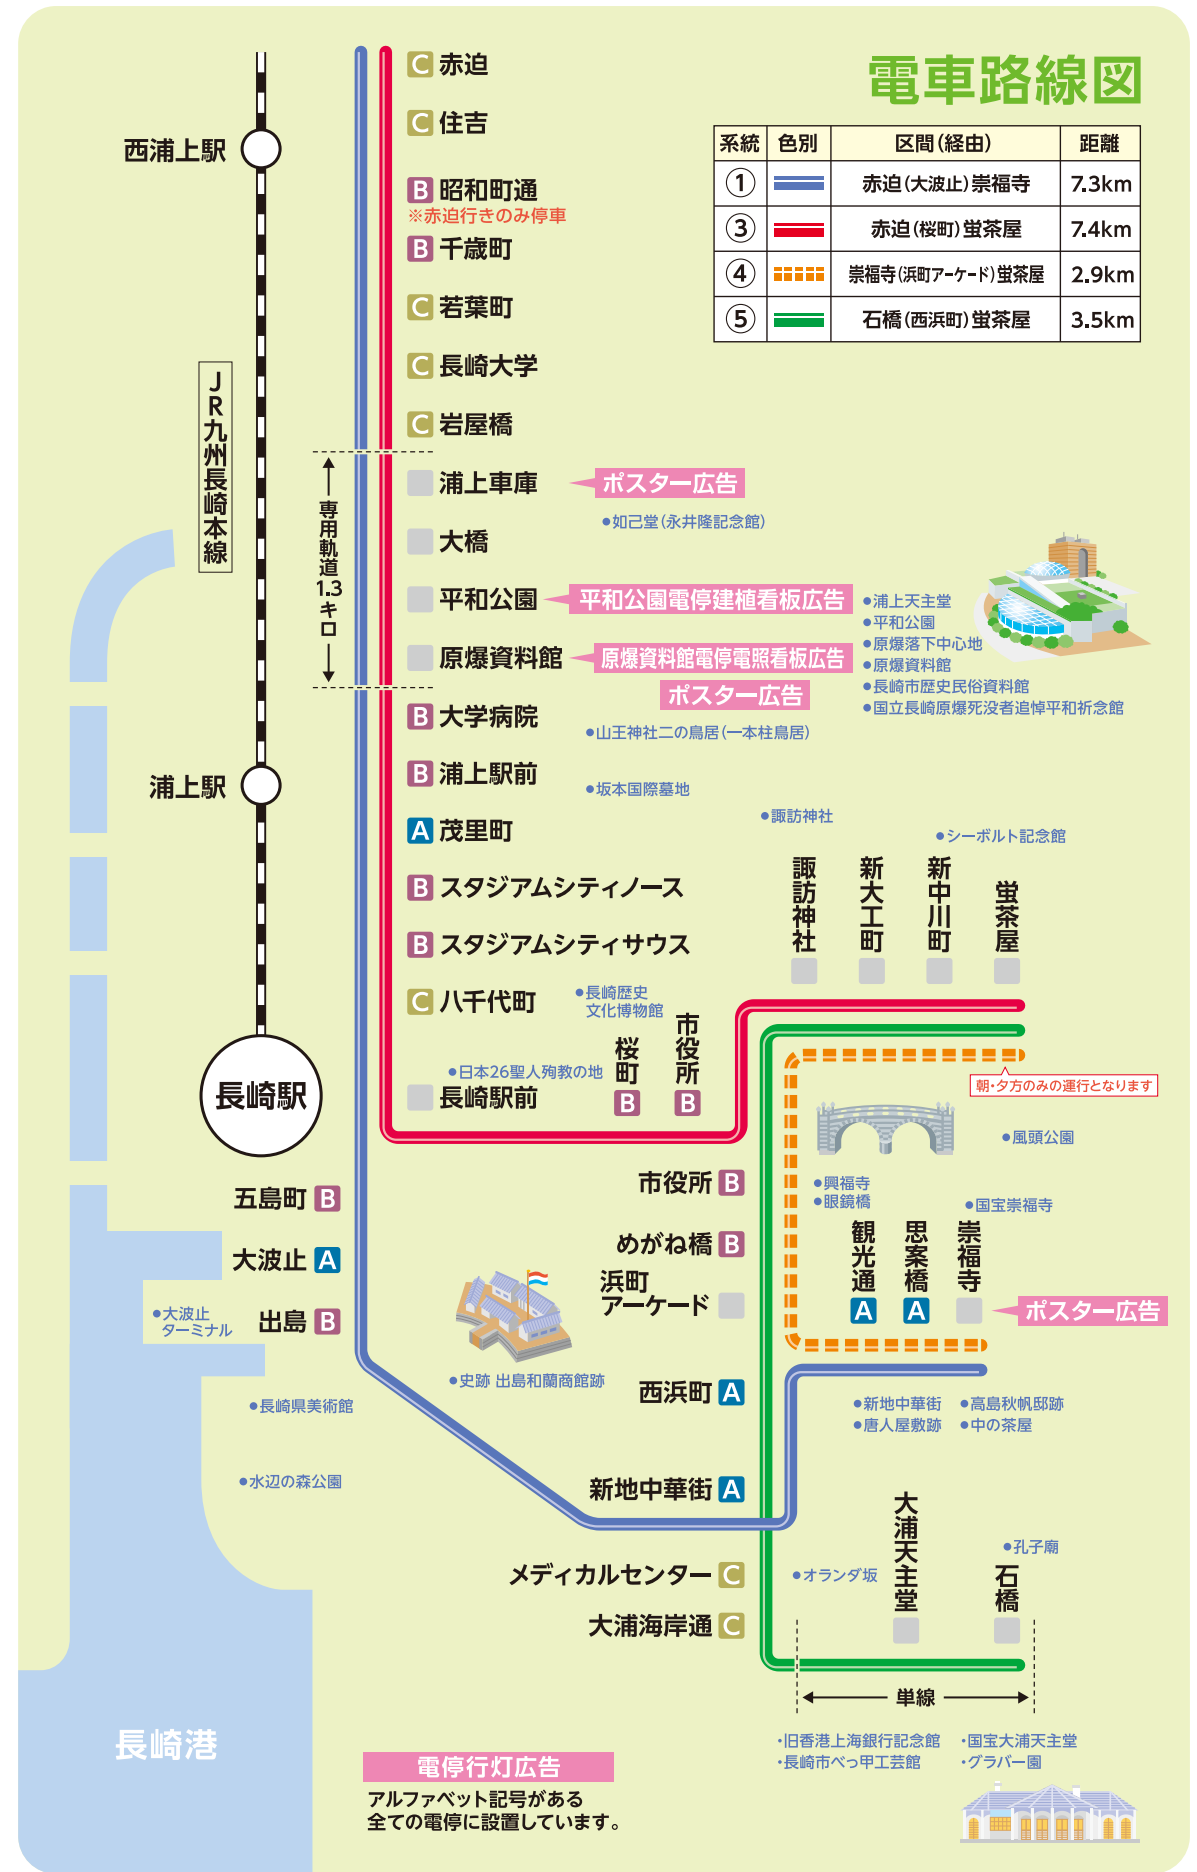 電車路線図
系統 色別 区間(経由) 距離
① 赤迫(大波止)崇福寺 7.3km
③ 赤迫(桜町)蛍茶屋 7.4km
④ 崇福寺(浜町アーケード)蛍茶屋 2.9km
⑤ 石橋(西浜町)蛍茶屋 3.5km
C 赤迫
C 住吉
西浦上駅
B 昭和町通
※赤迫行きのみ停車
B 千歳町
C 若葉町
C 長崎大学
C 岩屋橋
JR九州長崎本線
専用軌道1.3キロ
浦上車庫
ポスター広告
●如己堂(永井隆記念館)
大橋
平和公園
平和公園電停建植看板広告
●浦上天主堂
●平和公園
●原爆落下中心地
●原爆資料館
●長崎市歴史民俗資料館
●国立長崎原爆死没者追悼平和祈念館
原爆資料館
原爆資料館電停電照看板広告
ポスター広告
B 大学病院
●山王神社二の鳥居(一本柱鳥居)
浦上駅
B 浦上駅前
●坂本国際墓地
A 茂里町
B スタジアムシティノース
B スタジアムシティサウス
C 八千代町
●長崎歴史
文化博物館
●諏訪神社
●シーボルト記念館
諏訪神社
新大工町
新中川町
蛍茶屋
桜町 B
市役所 B
●日本26聖人殉教の地
長崎駅前
長崎駅
朝・夕方のみの運行となります
●風頭公園
市役所 B
めがね橋 B
浜町
アーケード
●興福寺
●眼鏡橋
●国宝崇福寺
観光通 A
思案橋 A
崇福寺
ポスター広告
五島町 B
大波止 A
出島 B
●大波止
ターミナル
●史跡 出島和蘭商館跡
西浜町 A
●長崎県美術館
●新地中華街
●唐人屋敷跡
●高島秋帆邸跡
●中の茶屋
●水辺の森公園
新地中華街 A
メディカルセンター C
大浦海岸通 C
●オランダ坂
大浦天主堂
●孔子廟
石橋
単線
・旧香港上海銀行記念館
・長崎市べっ甲工芸館
・国宝大浦天主堂
・グラバー園
長崎港
電停行灯広告
アルファベット記号がある
全ての電停に設置しています。